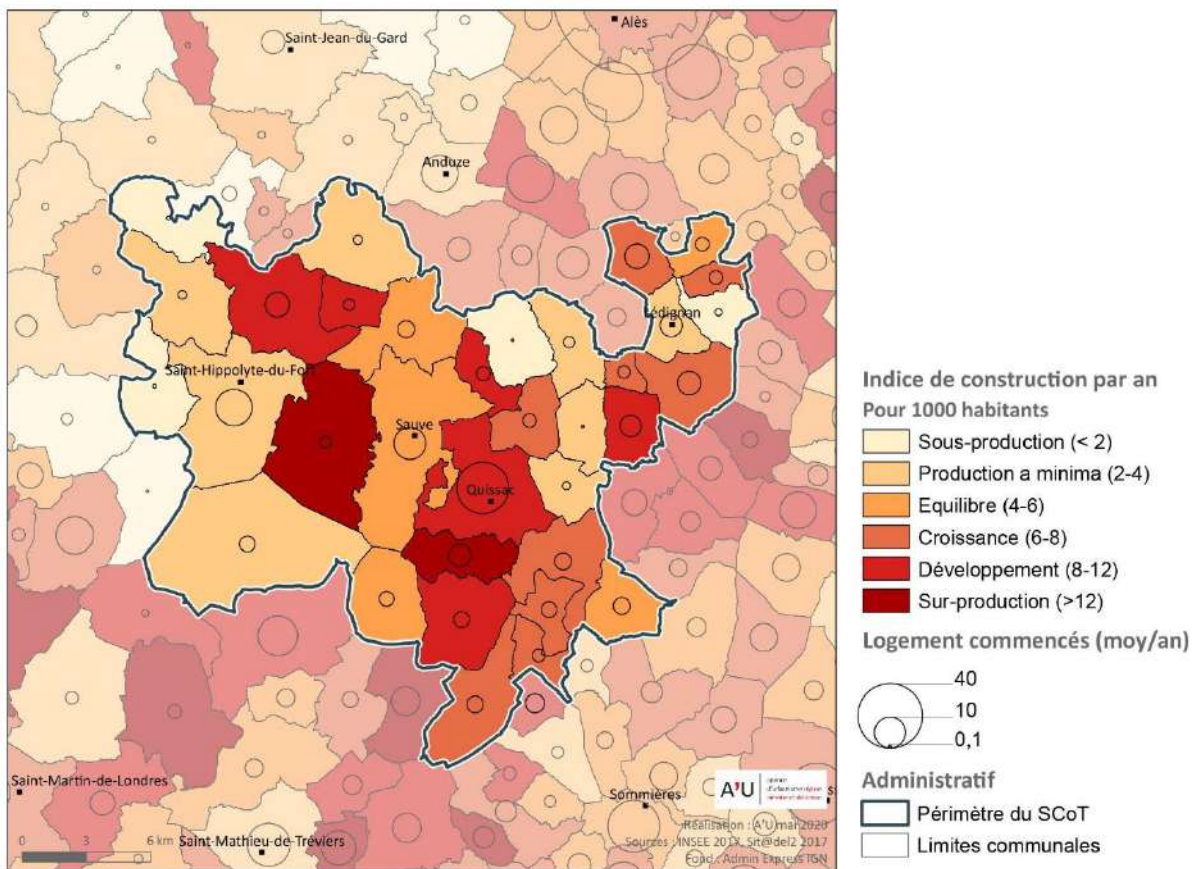 Saint-Jean-du-Gard
Alès
Anduze
Lédignan
Saint-Hippolyte-du-Fort
Sauve
Quissac
Saint-Martin-de-Londres
Sommières
Saint-Mathieu-de-Tréviers
0 3 6 km
A'U
Réalisation : A'U mai 2020
Sources : INSEE 2017, Sit@del2 2017
Fond : Admin Express IGN
Indice de construction par an
Pour 1000 habitants
Sous-production (< 2)
Production a minima (2-4)
Equilibre (4-6)
Croissance (6-8)
Développement (8-12)
Sur-production (>12)
Logement commencés (moy/an)
40
10
0,1
Administratif
Périmètre du SCoT
Limites communales